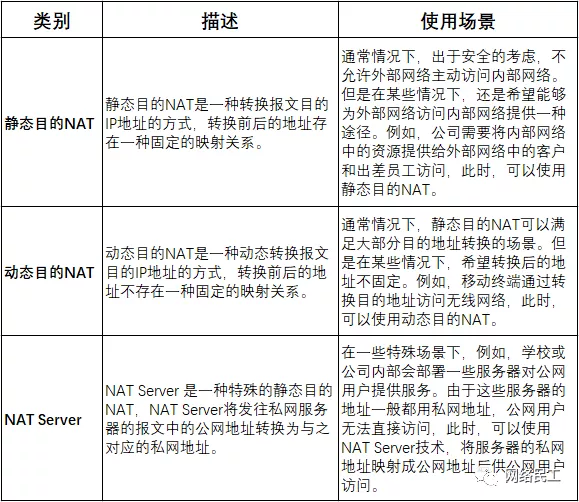 类别
描述
使用场景
静态目的NAT
静态目的NAT是一种转换报文目的
IP地址的方式，转换前后的地址存
在一种固定的映射关系。
通常情况下，出于安全的考虑，不
允许外部网络主动访问内部网络。
但是在某些情况下，还是希望能够
为外部网络访问内部网络提供一种
途径。例如，公司需要将内部网络
中的资源提供给外部网络中的客户
和出差员工访问，此时，可以使用
静态目的NAT。
动态目的NAT
动态目的NAT是一种动态转换报文
目的IP地址的方式，转换前后的地
址不存在一种固定的映射关系。
通常情况下，静态目的NAT可以满
足大部分目的地址转换的场景。但
是在某些情况下，希望转换后的地
址不固定。例如，移动终端通过转
换目的地址访问无线网络，此时，
可以使用动态目的NAT。
NAT Server
NAT Server 是一种特殊的静态目的
NAT，NAT Server将发往私网服务
器的报文中的公网地址转换为与之
对应的私网地址。
在一些特殊场景下，例如，学校或
公司内部会部署一些服务器对公网
用户提供服务。由于这些服务器的
地址一般都用私网地址，公网用户
无法直接访问，此时，可以使用
NAT Server技术，将服务器的私网
地址映射成公网地址后供公网用户
访问。
网络民工